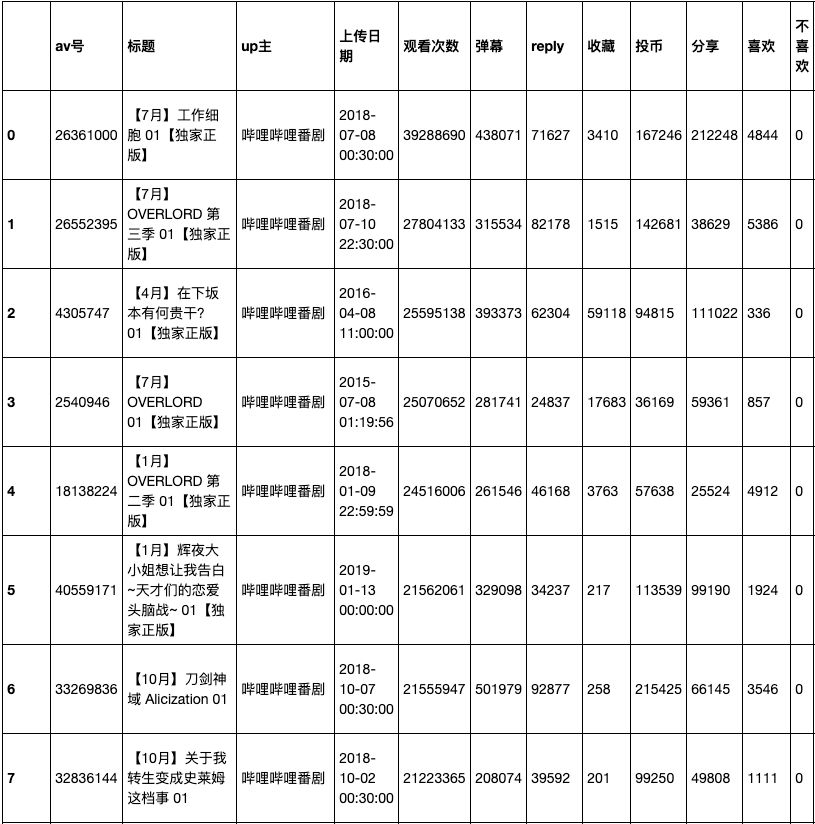 av号 标题 up主 上传日期 观看次数 弹幕 reply 收藏 投币 分享 喜欢 不喜欢
0 26361000 【7月】工作细胞 01【独家正版】 哔哩哔哩番剧 2018-07-08 00:30:00 39288690 438071 71627 3410 167246 212248 4844 0
1 26552395 【7月】OVERLORD 第三季 01【独家正版】 哔哩哔哩番剧 2018-07-10 22:30:00 27804133 315534 82178 1515 142681 38629 5386 0
2 4305747 【4月】在下坂本有何贵干? 01【独家正版】 哔哩哔哩番剧 2016-04-08 11:00:00 25595138 393373 62304 59118 94815 111022 336 0
3 2540946 【7月】OVERLORD 01【独家正版】 哔哩哔哩番剧 2015-07-08 01:19:56 25070652 281741 24837 17683 36169 59361 857 0
4 18138224 【1月】OVERLORD 第二季 01【独家正版】 哔哩哔哩番剧 2018-01-09 22:59:59 24516006 261546 46168 3763 57638 25524 4912 0
5 40559171 【1月】辉夜大小姐想让我告白~天才们的恋爱头脑战~ 01【独家正版】 哔哩哔哩番剧 2019-01-13 00:00:00 21562061 329098 34237 217 113539 99190 1924 0
6 33269836 【10月】刀剑神域 Alicization 01 哔哩哔哩番剧 2018-10-07 00:30:00 21555947 501979 92877 258 215425 66145 3546 0
7 32836144 【10月】关于我转生变成史莱姆这档事 01 哔哩哔哩番剧 2018-10-02 00:30:00 21223365 208074 39592 201 99250 49808 1111 0